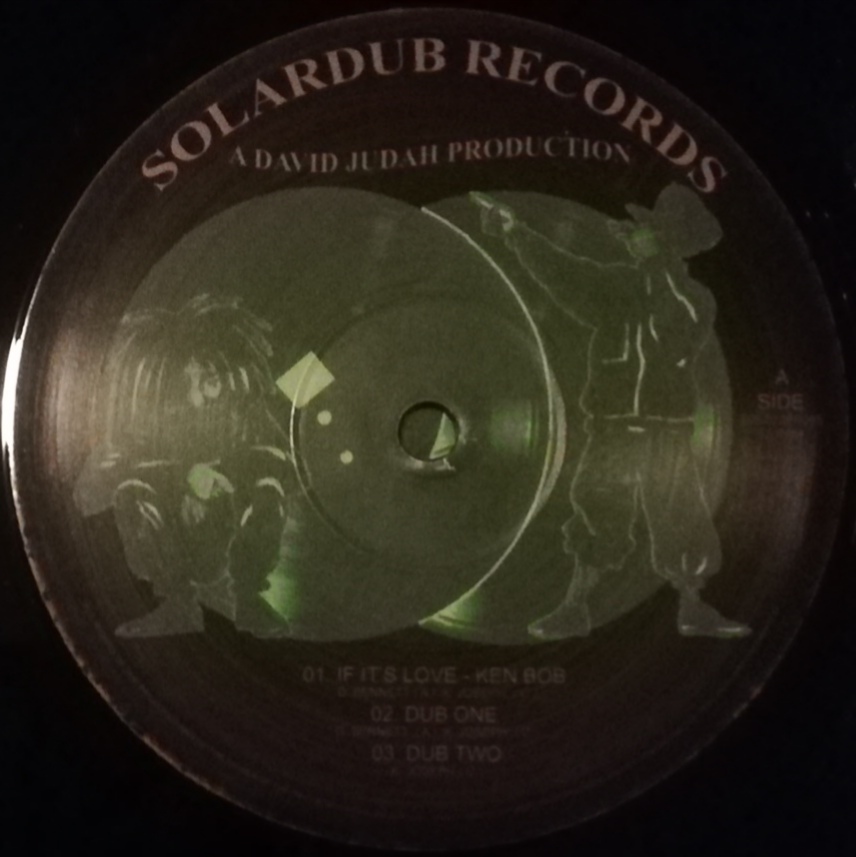 SOLARDUB RECORDS
A DAVID JUDAH PRODUCTION
A
SIDE
01. IF IT'S LOVE - KEN BOB
02. DUB ONE
03. DUB TWO